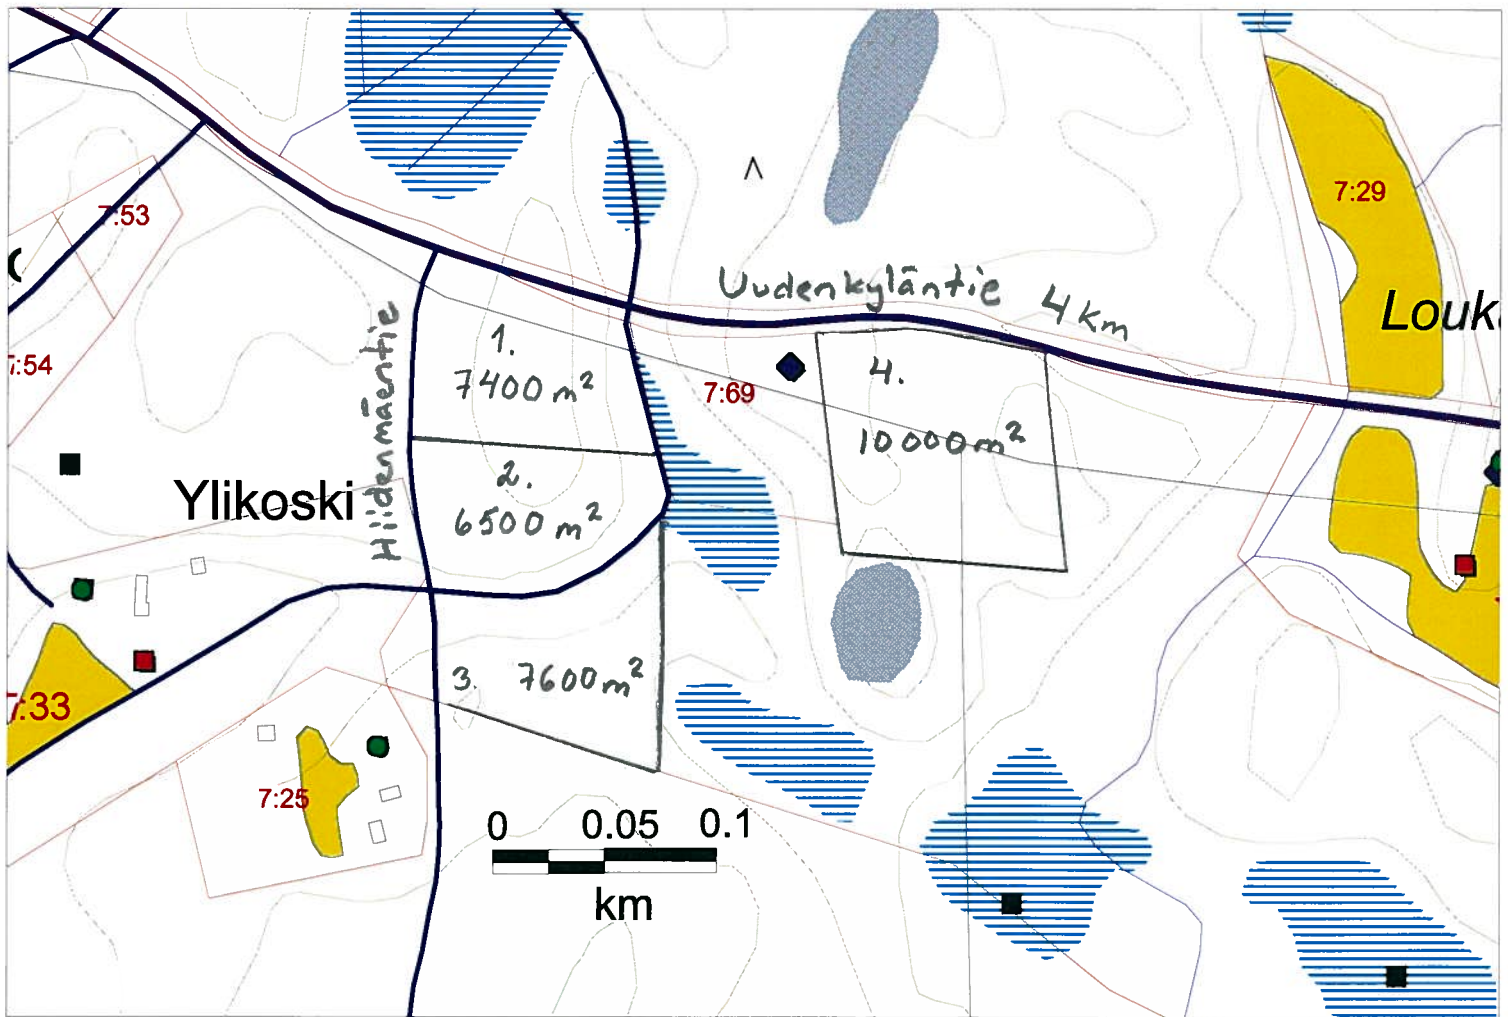 7:53
7:29
Uudenkyläntie 4 km
Hiidenmäentie
1.
7400 m²
7:54
7:69
4.
10 000 m²
Ylikoski
2.
6500 m²
3. 7600 m²
7:33
7:25
0 0.05 0.1
km